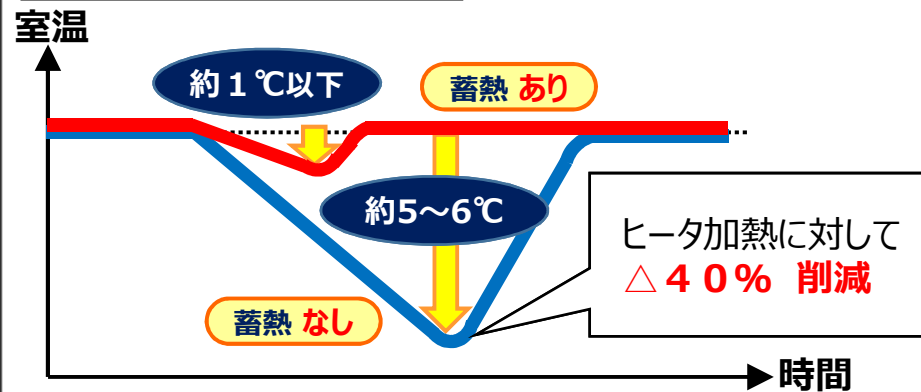 室温
約１℃以下
蓄熱 あり
約5～6℃
ヒータ加熱に対して
△４０％ 削減
蓄熱 なし
時間